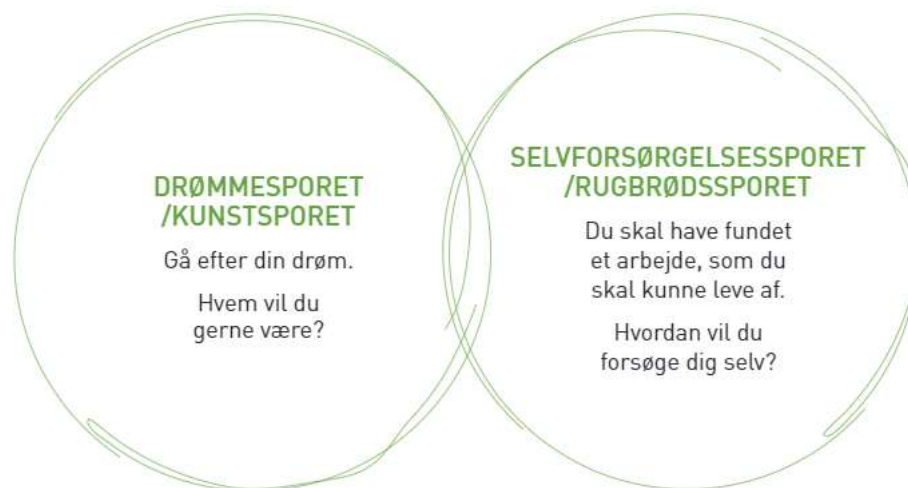 DRØMMESPORET
/KUNSTSPORET
Gå efter din drøm.
Hvem vil du
gerne være?
SELVFORSØRGELSESSPORET
/RUGBRØDSSPORET
Du skal have fundet
et arbejde, som du
skal kunne leve af.
Hvordan vil du
forsøge dig selv?